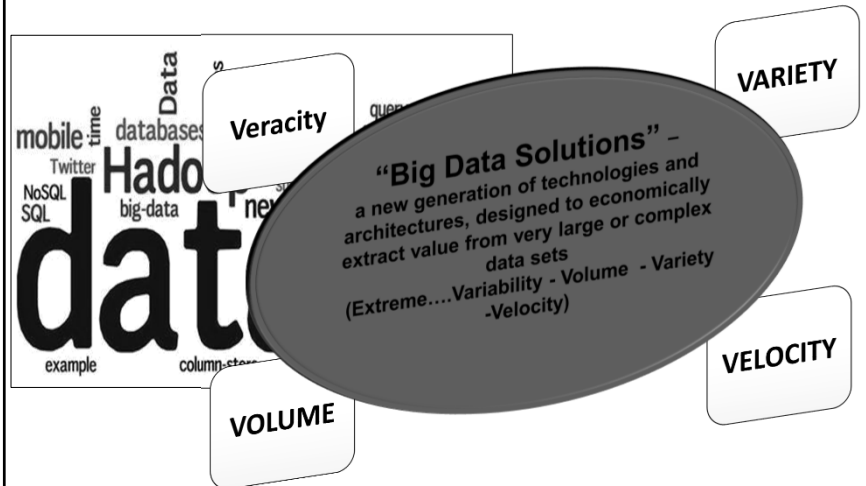 Data
s
mobile
time
databases
Twitter
Hado
NoSQL
SQL
big-data
new
data
example
Veracity
VARIETY
“Big Data Solutions” –
a new generation of technologies and
architectures, designed to economically
extract value from very large or complex
data sets
(Extreme….Variability - Volume - Variety
-Velocity)
VOLUME
VELOCITY